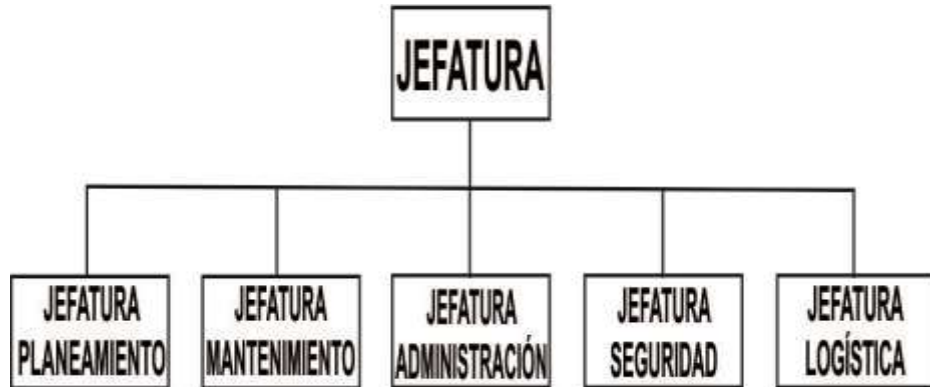 JEFATURA
JEFATURA
PLANEAMIENTO
JEFATURA
MANTENIMIENTO
JEFATURA
ADMINISTRACIÓN
JEFATURA
SEGURIDAD
JEFATURA
LOGÍSTICA